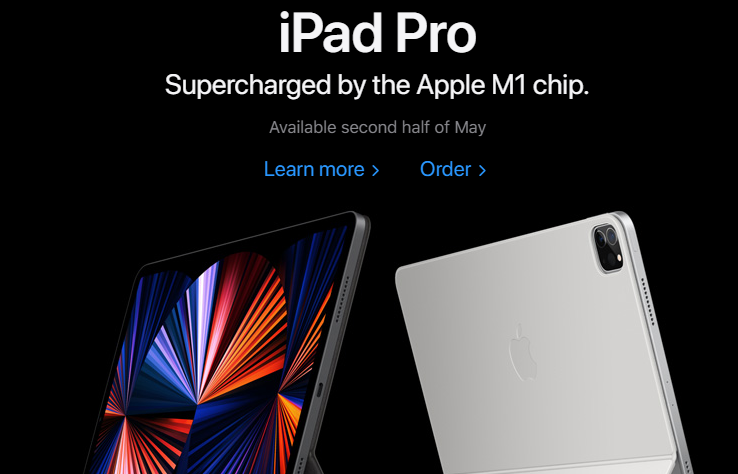 iPad Pro
Supercharged by the Apple M1 chip.
Available second half of May
Learn more >
Order >